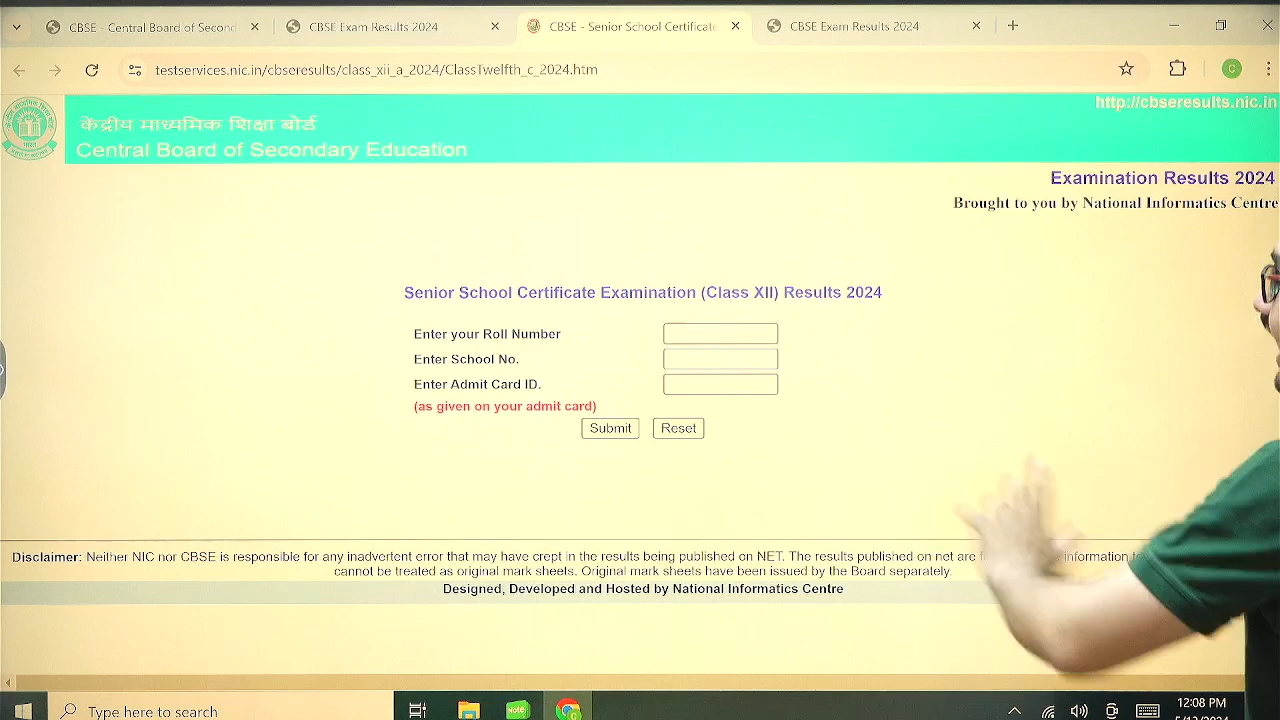 CBSE - Central Board of Second
CBSE Exam Results 2024
CBSE - Senior School Certificate
CBSE Exam Results 2024
testservices.nic.in/cbseresults/class_xii_a_2024/ClassTwelfth_c_2024.htm
C
http://cbseresults.nic.in
केंद्रीय माध्यमिक शिक्षा बोर्ड
Central Board of Secondary Education
Examination Results 2024
Brought to you by National Informatics Centre
Senior School Certificate Examination (Class XII) Results 2024
Enter your Roll Number
Enter School No.
Enter Admit Card ID.
(as given on your admit card)
Submit Reset
Disclaimer: Neither NIC nor CBSE is responsible for any inadvertent error that may have crept in the results being published on NET. The results published on net are information
cannot be treated as original mark sheets. Original mark sheets have been issued by the Board separately.
Designed, Developed and Hosted by National Informatics Centre
Type here to search
Note!
12:08 PM